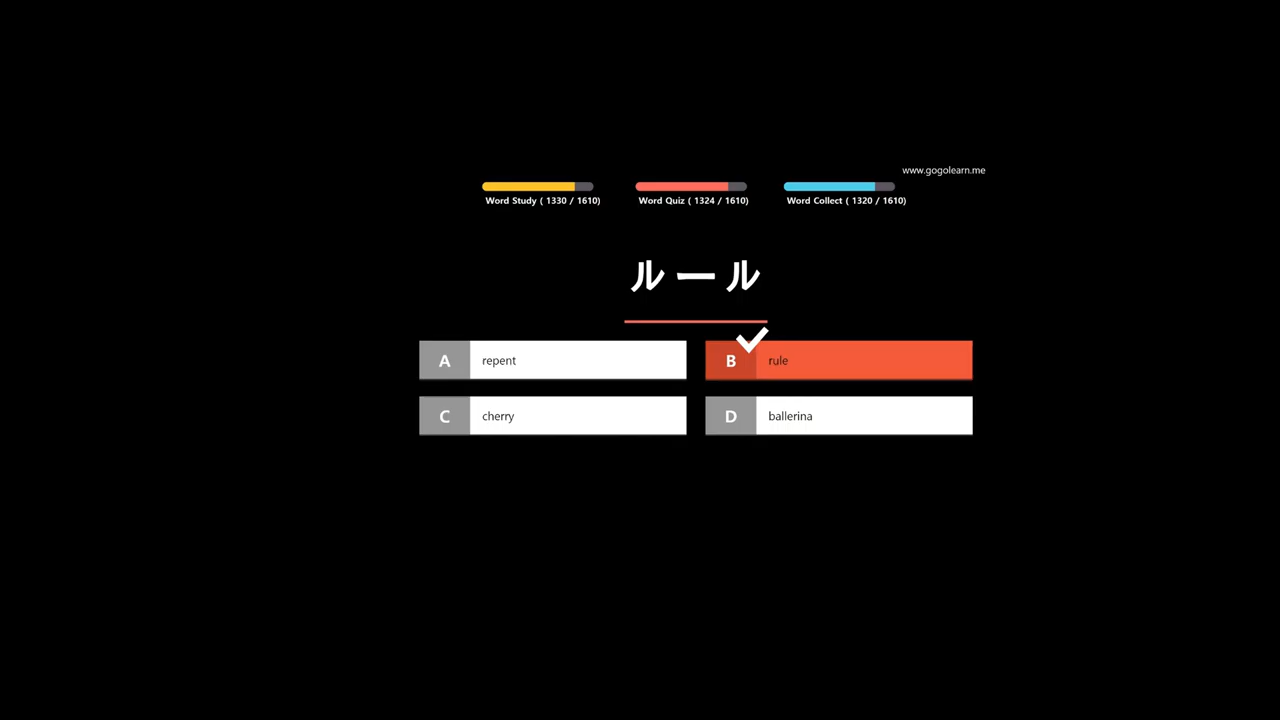 www.gogolearn.me
Word Study ( 1330 / 1610) Word Quiz ( 1324 / 1610) Word Collect ( 1320 / 1610)
ルール
A repent B rule
C cherry D ballerina